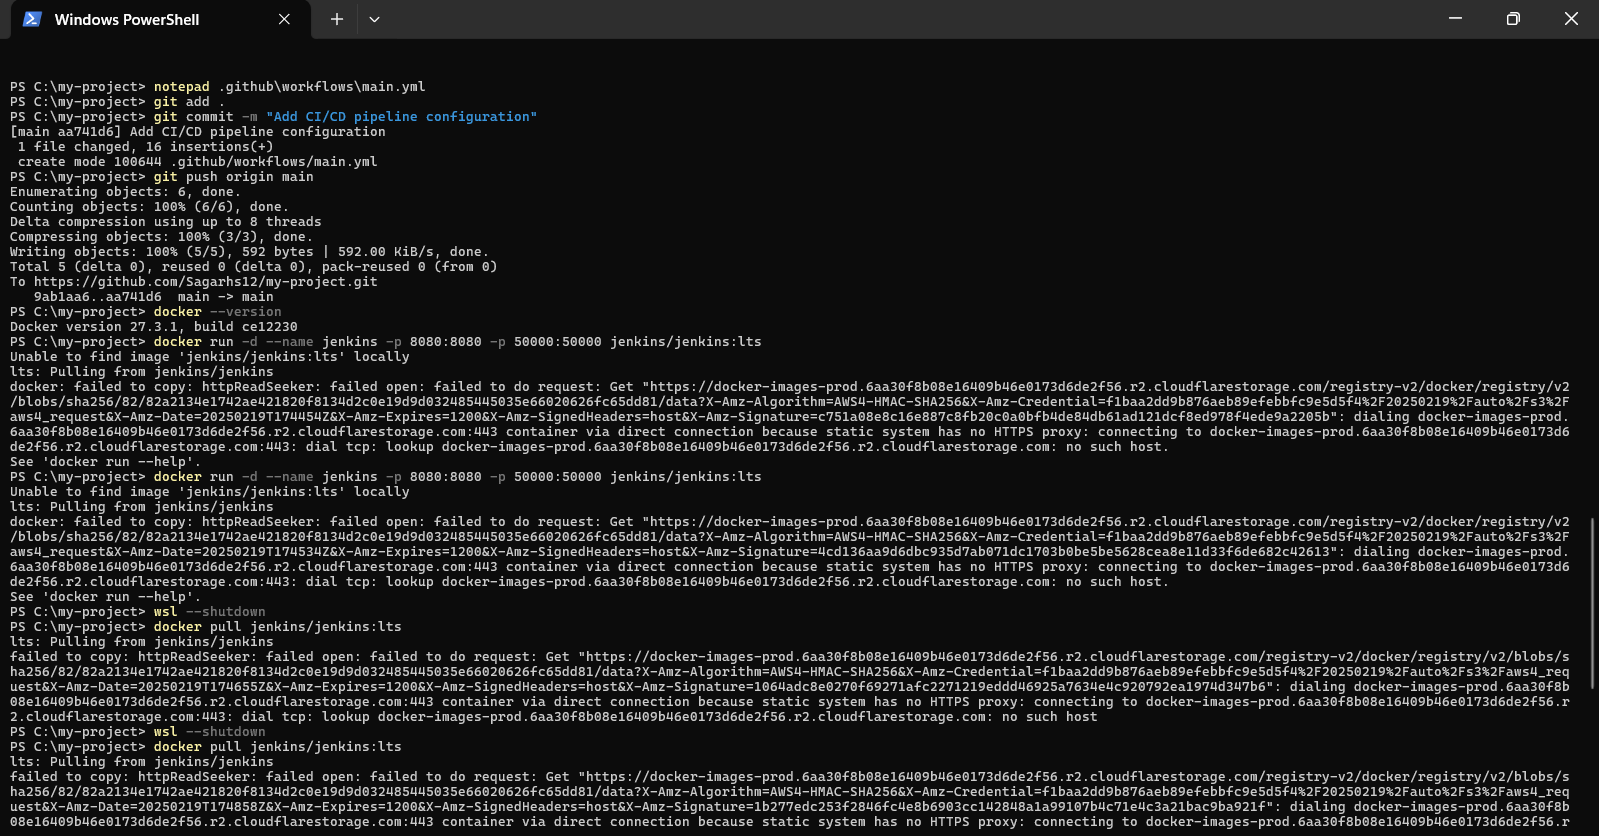 Windows PowerShell
PS C:\my-project> notepad .github\workflows\main.yml
PS C:\my-project> git add .
PS C:\my-project> git commit -m "Add CI/CD pipeline configuration"
[main aa741d6] Add CI/CD pipeline configuration
 1 file changed, 16 insertions(+)
 create mode 100644 .github/workflows/main.yml
PS C:\my-project> git push origin main
Enumerating objects: 6, done.
Counting objects: 100% (6/6), done.
Delta compression using up to 8 threads
Compressing objects: 100% (3/3), done.
Writing objects: 100% (5/5), 592 bytes | 592.00 KiB/s, done.
Total 5 (delta 0), reused 0 (delta 0), pack-reused 0 (from 0)
To https://github.com/Sagarhs12/my-project.git
   9ab1aa6..aa741d6  main -> main
PS C:\my-project> docker --version
Docker version 27.3.1, build ce12230
PS C:\my-project> docker run -d --name jenkins -p 8080:8080 -p 50000:50000 jenkins/jenkins:lts
Unable to find image 'jenkins/jenkins:lts' locally
lts: Pulling from jenkins/jenkins
docker: failed to copy: httpReadSeeker: failed open: failed to do request: Get "https://docker-images-prod.6aa30f8b08e16409b46e0173d6de2f56.r2.cloudflarestorage.com/registry-v2/docker/registry/v2
/blobs/sha256/82/82a2134e1742ae421820f8134d2c0e19d9d032485445035e66020626fc65dd81/data?X-Amz-Algorithm=AWS4-HMAC-SHA256&X-Amz-Credential=f1baa2dd9b876aeb89efebbfc9e5d5f4%2F20250219%2Fauto%2Fs3%2F
aws4_request&X-Amz-Date=20250219T174454Z&X-Amz-Expires=1200&X-Amz-SignedHeaders=host&X-Amz-Signature=c751a08e8c16e887c8fb20c0a0bfb4de84db61ad121dcf8ed978f4ede9a2205b": dialing docker-images-prod.
6aa30f8b08e16409b46e0173d6de2f56.r2.cloudflarestorage.com:443 container via direct connection because static system has no HTTPS proxy: connecting to docker-images-prod.6aa30f8b08e16409b46e0173d6
de2f56.r2.cloudflarestorage.com:443: dial tcp: lookup docker-images-prod.6aa30f8b08e16409b46e0173d6de2f56.r2.cloudflarestorage.com: no such host.
See 'docker run --help'.
PS C:\my-project> docker run -d --name jenkins -p 8080:8080 -p 50000:50000 jenkins/jenkins:lts
Unable to find image 'jenkins/jenkins:lts' locally
lts: Pulling from jenkins/jenkins
docker: failed to copy: httpReadSeeker: failed open: failed to do request: Get "https://docker-images-prod.6aa30f8b08e16409b46e0173d6de2f56.r2.cloudflarestorage.com/registry-v2/docker/registry/v2
/blobs/sha256/82/82a2134e1742ae421820f8134d2c0e19d9d032485445035e66020626fc65dd81/data?X-Amz-Algorithm=AWS4-HMAC-SHA256&X-Amz-Credential=f1baa2dd9b876aeb89efebbfc9e5d5f4%2F20250219%2Fauto%2Fs3%2F
aws4_request&X-Amz-Date=20250219T174534Z&X-Amz-Expires=1200&X-Amz-SignedHeaders=host&X-Amz-Signature=4cd136aa9d6dbc935d7ab071dc1703b0be5be5628cea8e11d33f6de682c42613": dialing docker-images-prod.
6aa30f8b08e16409b46e0173d6de2f56.r2.cloudflarestorage.com:443 container via direct connection because static system has no HTTPS proxy: connecting to docker-images-prod.6aa30f8b08e16409b46e0173d6
de2f56.r2.cloudflarestorage.com:443: dial tcp: lookup docker-images-prod.6aa30f8b08e16409b46e0173d6de2f56.r2.cloudflarestorage.com: no such host.
See 'docker run --help'.
PS C:\my-project> wsl --shutdown
PS C:\my-project> docker pull jenkins/jenkins:lts
lts: Pulling from jenkins/jenkins
failed to copy: httpReadSeeker: failed open: failed to do request: Get "https://docker-images-prod.6aa30f8b08e16409b46e0173d6de2f56.r2.cloudflarestorage.com/registry-v2/docker/registry/v2/blobs/s
ha256/82/82a2134e1742ae421820f8134d2c0e19d9d032485445035e66020626fc65dd81/data?X-Amz-Algorithm=AWS4-HMAC-SHA256&X-Amz-Credential=f1baa2dd9b876aeb89efebbfc9e5d5f4%2F20250219%2Fauto%2Fs3%2Faws4_req
uest&X-Amz-Date=20250219T174655Z&X-Amz-Expires=1200&X-Amz-SignedHeaders=host&X-Amz-Signature=1064adc8e0270f69271afc2271219eddd46925a7634e4c920792ea1974d347b6": dialing docker-images-prod.6aa30f8b
08e16409b46e0173d6de2f56.r2.cloudflarestorage.com:443 container via direct connection because static system has no HTTPS proxy: connecting to docker-images-prod.6aa30f8b08e16409b46e0173d6de2f56.r
2.cloudflarestorage.com:443: dial tcp: lookup docker-images-prod.6aa30f8b08e16409b46e0173d6de2f56.r2.cloudflarestorage.com: no such host
PS C:\my-project> wsl --shutdown
PS C:\my-project> docker pull jenkins/jenkins:lts
lts: Pulling from jenkins/jenkins
failed to copy: httpReadSeeker: failed open: failed to do request: Get "https://docker-images-prod.6aa30f8b08e16409b46e0173d6de2f56.r2.cloudflarestorage.com/registry-v2/docker/registry/v2/blobs/s
ha256/82/82a2134e1742ae421820f8134d2c0e19d9d032485445035e66020626fc65dd81/data?X-Amz-Algorithm=AWS4-HMAC-SHA256&X-Amz-Credential=f1baa2dd9b876aeb89efebbfc9e5d5f4%2F20250219%2Fauto%2Fs3%2Faws4_req
uest&X-Amz-Date=20250219T174858Z&X-Amz-Expires=1200&X-Amz-SignedHeaders=host&X-Amz-Signature=1b277edc253f2846fc4e8b6903cc142848a1a99107b4c71e4c3a21bac9ba921f": dialing docker-images-prod.6aa30f8b
08e16409b46e0173d6de2f56.r2.cloudflarestorage.com:443 container via direct connection because static system has no HTTPS proxy: connecting to docker-images-prod.6aa30f8b08e16409b46e0173d6de2f56.r